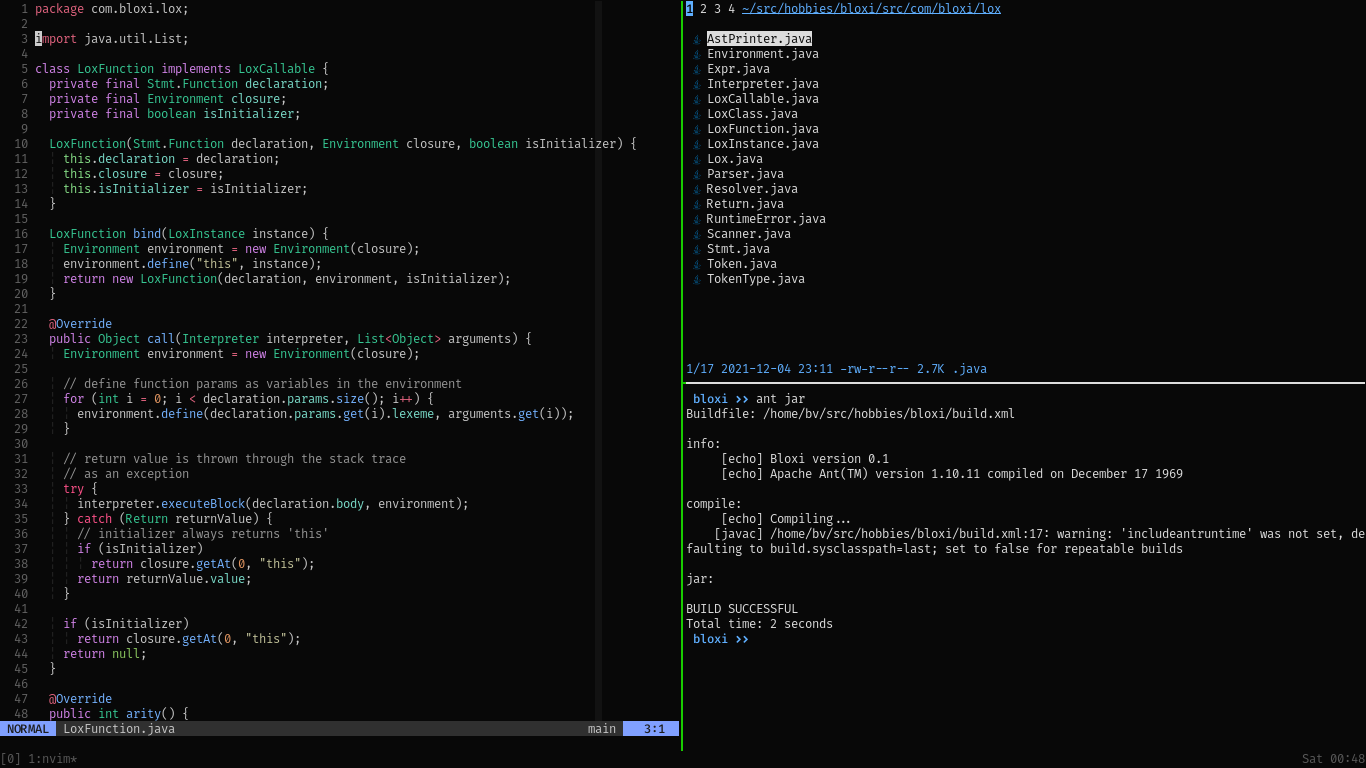 1 package com.bloxi.lox;
2
3 import java.util.List;
4
5 class LoxFunction implements LoxCallable {
6   private final Stmt.Function declaration;
7   private final Environment closure;
8   private final boolean isInitializer;
9
10   LoxFunction(Stmt.Function declaration, Environment closure, boolean isInitializer) {
11     this.declaration = declaration;
12     this.closure = closure;
13     this.isInitializer = isInitializer;
14   }
15
16   LoxFunction bind(LoxInstance instance) {
17     Environment environment = new Environment(closure);
18     environment.define("this", instance);
19     return new LoxFunction(declaration, environment, isInitializer);
20   }
21
22   @Override
23   public Object call(Interpreter interpreter, List<Object> arguments) {
24     Environment environment = new Environment(closure);
25
26     // define function params as variables in the environment
27     for (int i = 0; i < declaration.params.size(); i++) {
28       environment.define(declaration.params.get(i).lexeme, arguments.get(i));
29     }
30
31     // return value is thrown through the stack trace
32     // as an exception
33     try {
34       interpreter.executeBlock(declaration.body, environment);
35     } catch (Return returnValue) {
36       // initializer always returns 'this'
37       if (isInitializer)
38         return closure.getAt(0, "this");
39       return returnValue.value;
40     }
41
42     if (isInitializer)
43       return closure.getAt(0, "this");
44     return null;
45   }
46
47   @Override
48   public int arity() {
NORMAL LoxFunction.java main 3:1
1 2 3 4 ~/src/hobbies/bloxi/src/com/bloxi/lox
AstPrinter.java
Environment.java
Expr.java
Interpreter.java
LoxCallable.java
LoxClass.java
LoxFunction.java
LoxInstance.java
Lox.java
Parser.java
Resolver.java
Return.java
RuntimeError.java
Scanner.java
Stmt.java
Token.java
TokenType.java
1/17 2021-12-04 23:11 -rw-r--r-- 2.7K .java
bloxi >> ant jar
Buildfile: /home/bv/src/hobbies/bloxi/build.xml
info:
[echo] Bloxi version 0.1
[echo] Apache Ant(TM) version 1.10.11 compiled on December 17 1969
compile:
[echo] Compiling...
[javac] /home/bv/src/hobbies/bloxi/build.xml:17: warning: 'includeantruntime' was not set, de
faulting to build.sysclasspath=last; set to false for repeatable builds
jar:
BUILD SUCCESSFUL
Total time: 2 seconds
bloxi >>
[0] 1:nvim* Sat 00:48